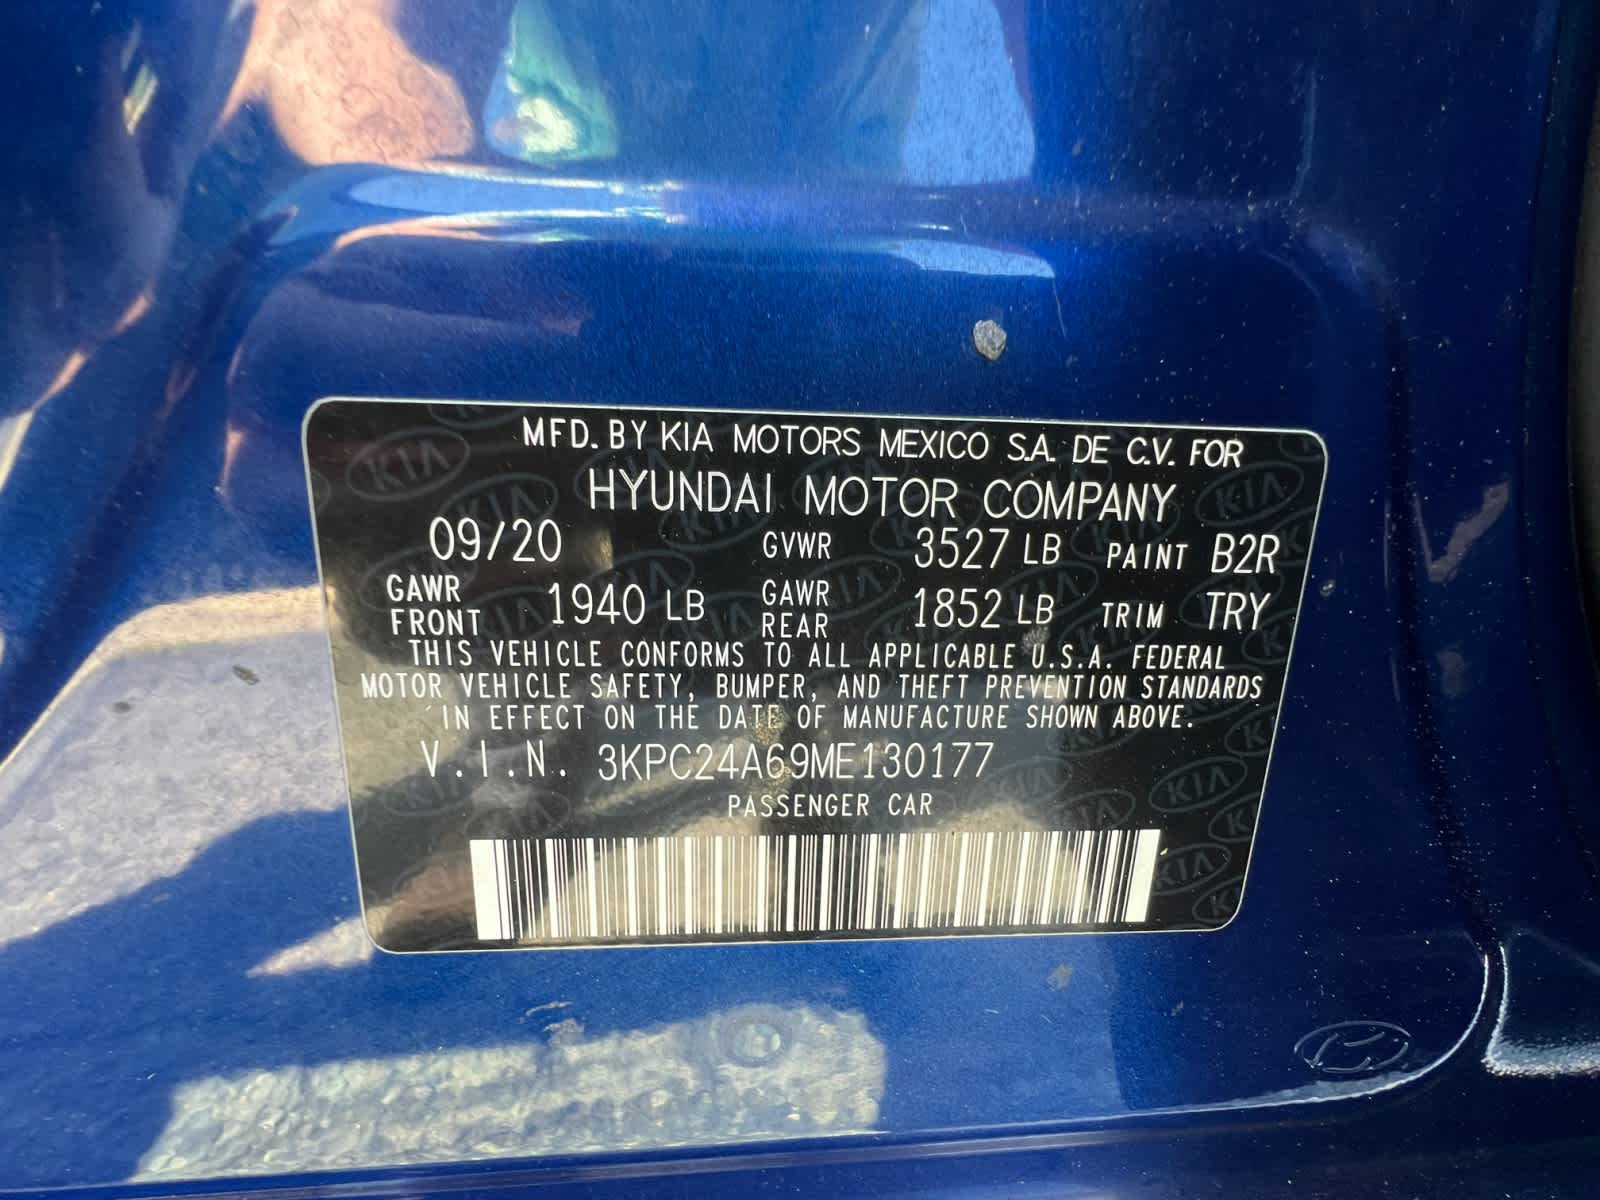 MFD. BY KIA MOTORS MEXICO S.A. DE C.V. FOR
HYUNDAI MOTOR COMPANY
09/20 GVWR 3527 LB PAINT B2R
GAWR FRONT 1940 LB GAWR REAR 1852 LB TRIM TRY
THIS VEHICLE CONFORMS TO ALL APPLICABLE U.S.A. FEDERAL
MOTOR VEHICLE SAFETY, BUMPER, AND THEFT PREVENTION STANDARDS
IN EFFECT ON THE DATE OF MANUFACTURE SHOWN ABOVE.
V.I.N. 3KPC24A69ME130177
PASSENGER CAR